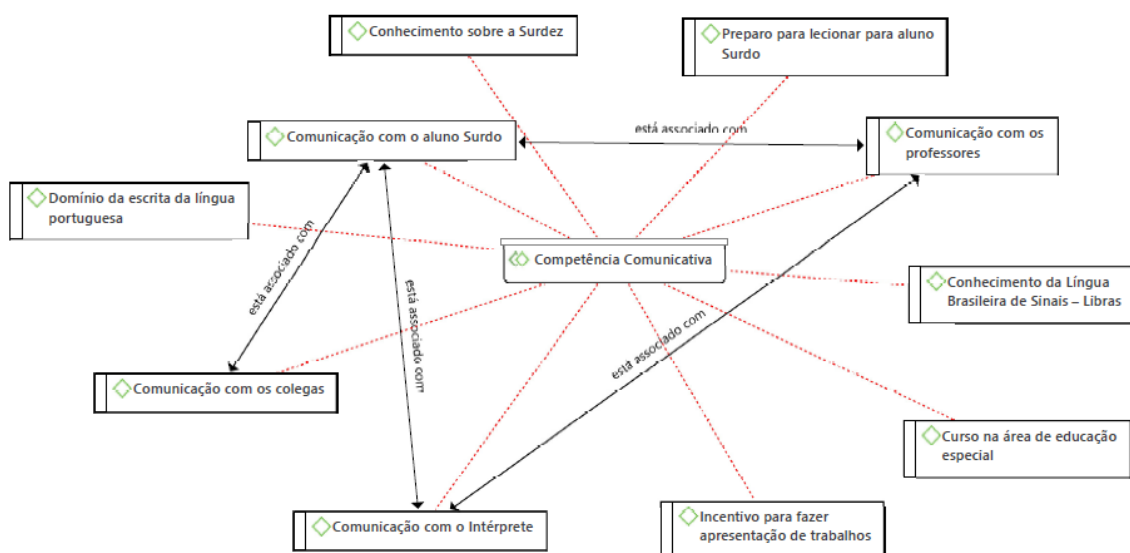 Conhecimento sobre a Surdez
Preparo para lecionar para aluno
Surdo
Comunicação com o aluno Surdo
está associado com
Comunicação com os
professores
Domínio da escrita da língua
portuguesa
está associado com
está associado com
Competência Comunicativa
está associado com
Conhecimento da Língua
Brasileira de Sinais – Libras
Comunicação com os colegas
Curso na área de educação
especial
Comunicação com o Intérprete
Incentivo para fazer
apresentação de trabalhos